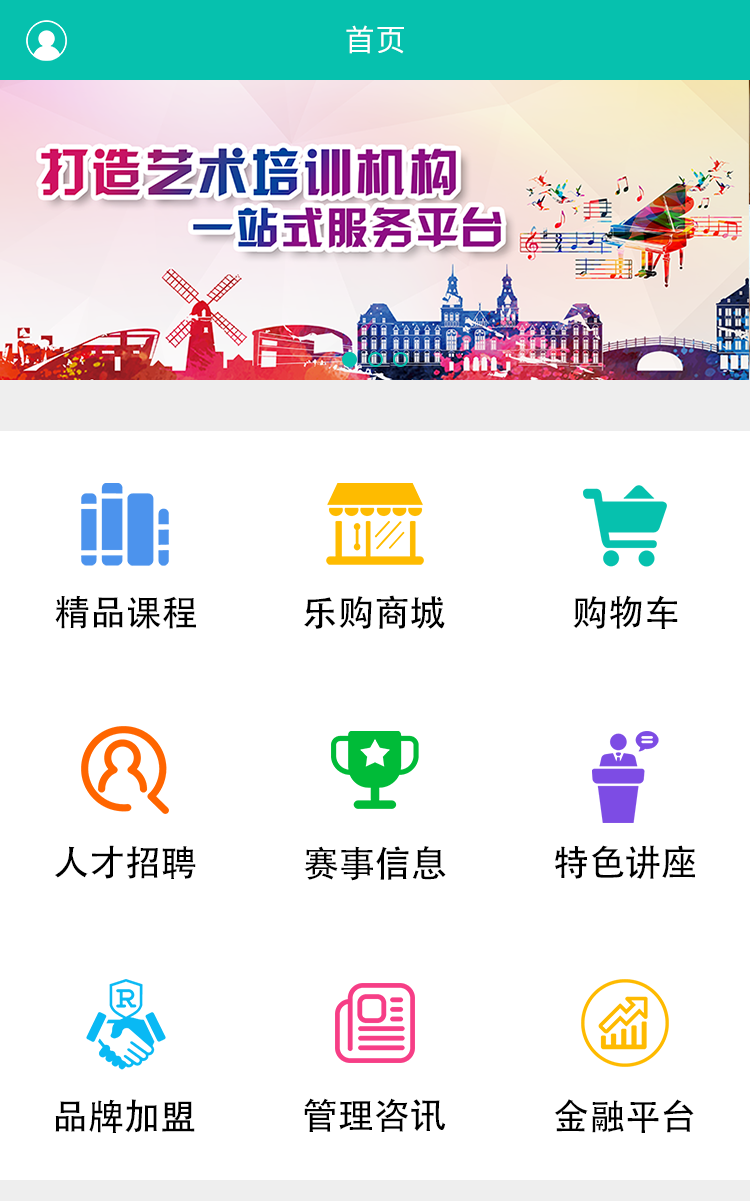 首页
打造艺术培训机构
一站式服务平台
精品课程
乐购商城
购物车
人才招聘
赛事信息
特色讲座
R
品牌加盟
管理咨讯
金融平台